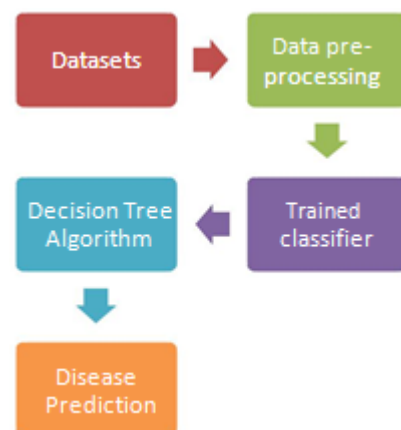 Datasets
Data pre-
processing
Trained
classifier
Decision Tree
Algorithm
Disease
Prediction